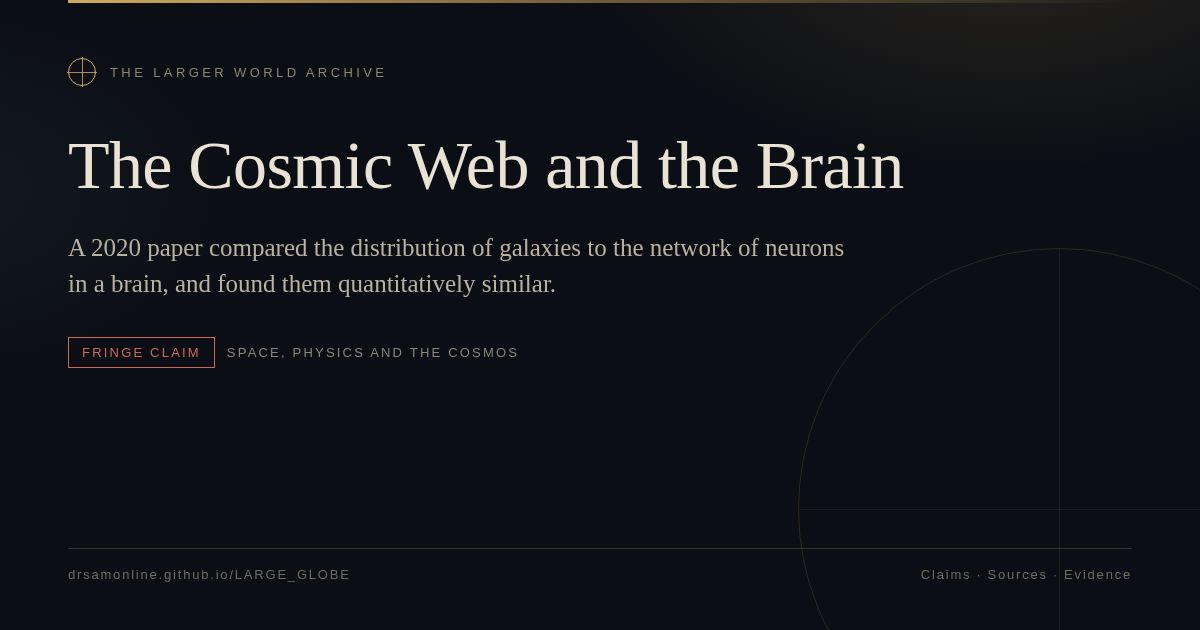 THE LARGER WORLD ARCHIVE
The Cosmic Web and the Brain
A 2020 paper compared the distribution of galaxies to the network of neurons
in a brain, and found them quantitatively similar.
FRINGE CLAIM
SPACE, PHYSICS AND THE COSMOS
drsamonline.github.io/LARGE_GLOBE
Claims · Sources · Evidence